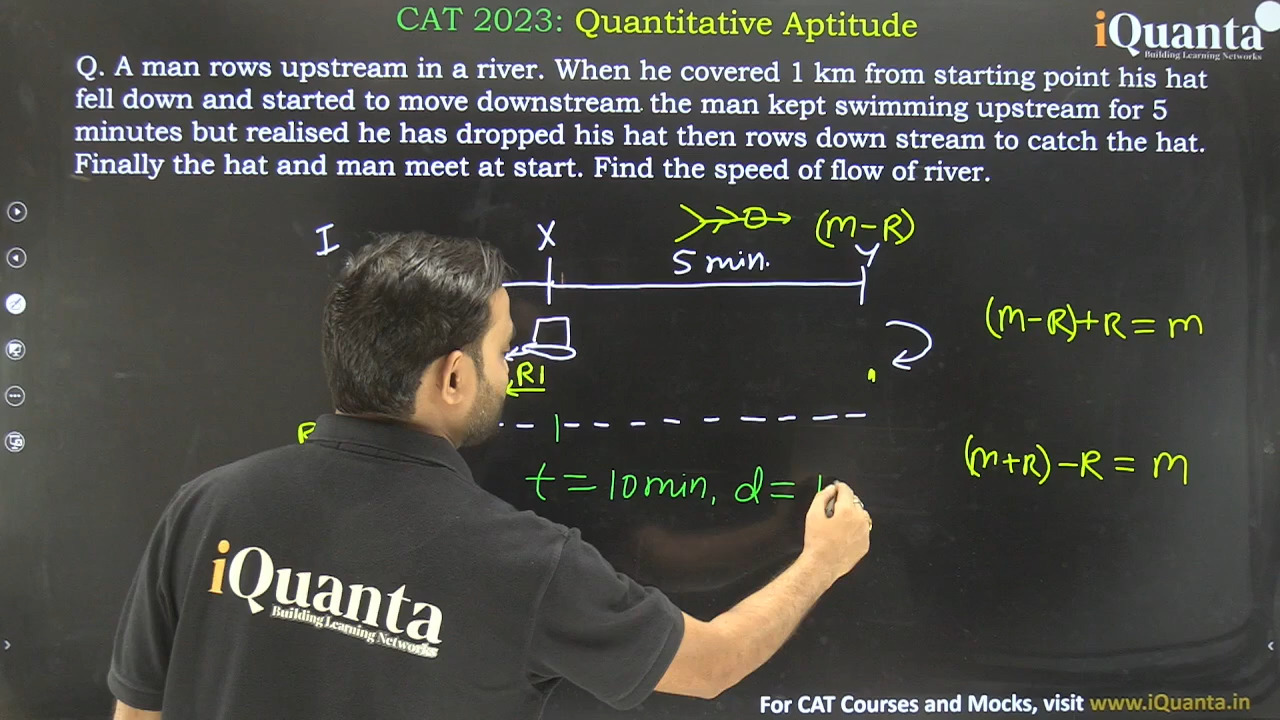 CAT 2023: Quantitative Aptitude
iQuanta
Building Learning Networks
Q. A man rows upstream in a river. When he covered 1 km from starting point his hat
fell down and started to move downstream the man kept swimming upstream for 5
minutes but realised he has dropped his hat then rows down stream to catch the hat.
Finally the hat and man meet at start. Find the speed of flow of river.
I
X
(m-R)
5 min.
Y
(m-R)+R = m
R1
(m+R)-R = m
t = 10 min, d =
iQuanta
Building Learning Networks
For CAT Courses and Mocks, visit www.iQuanta.in